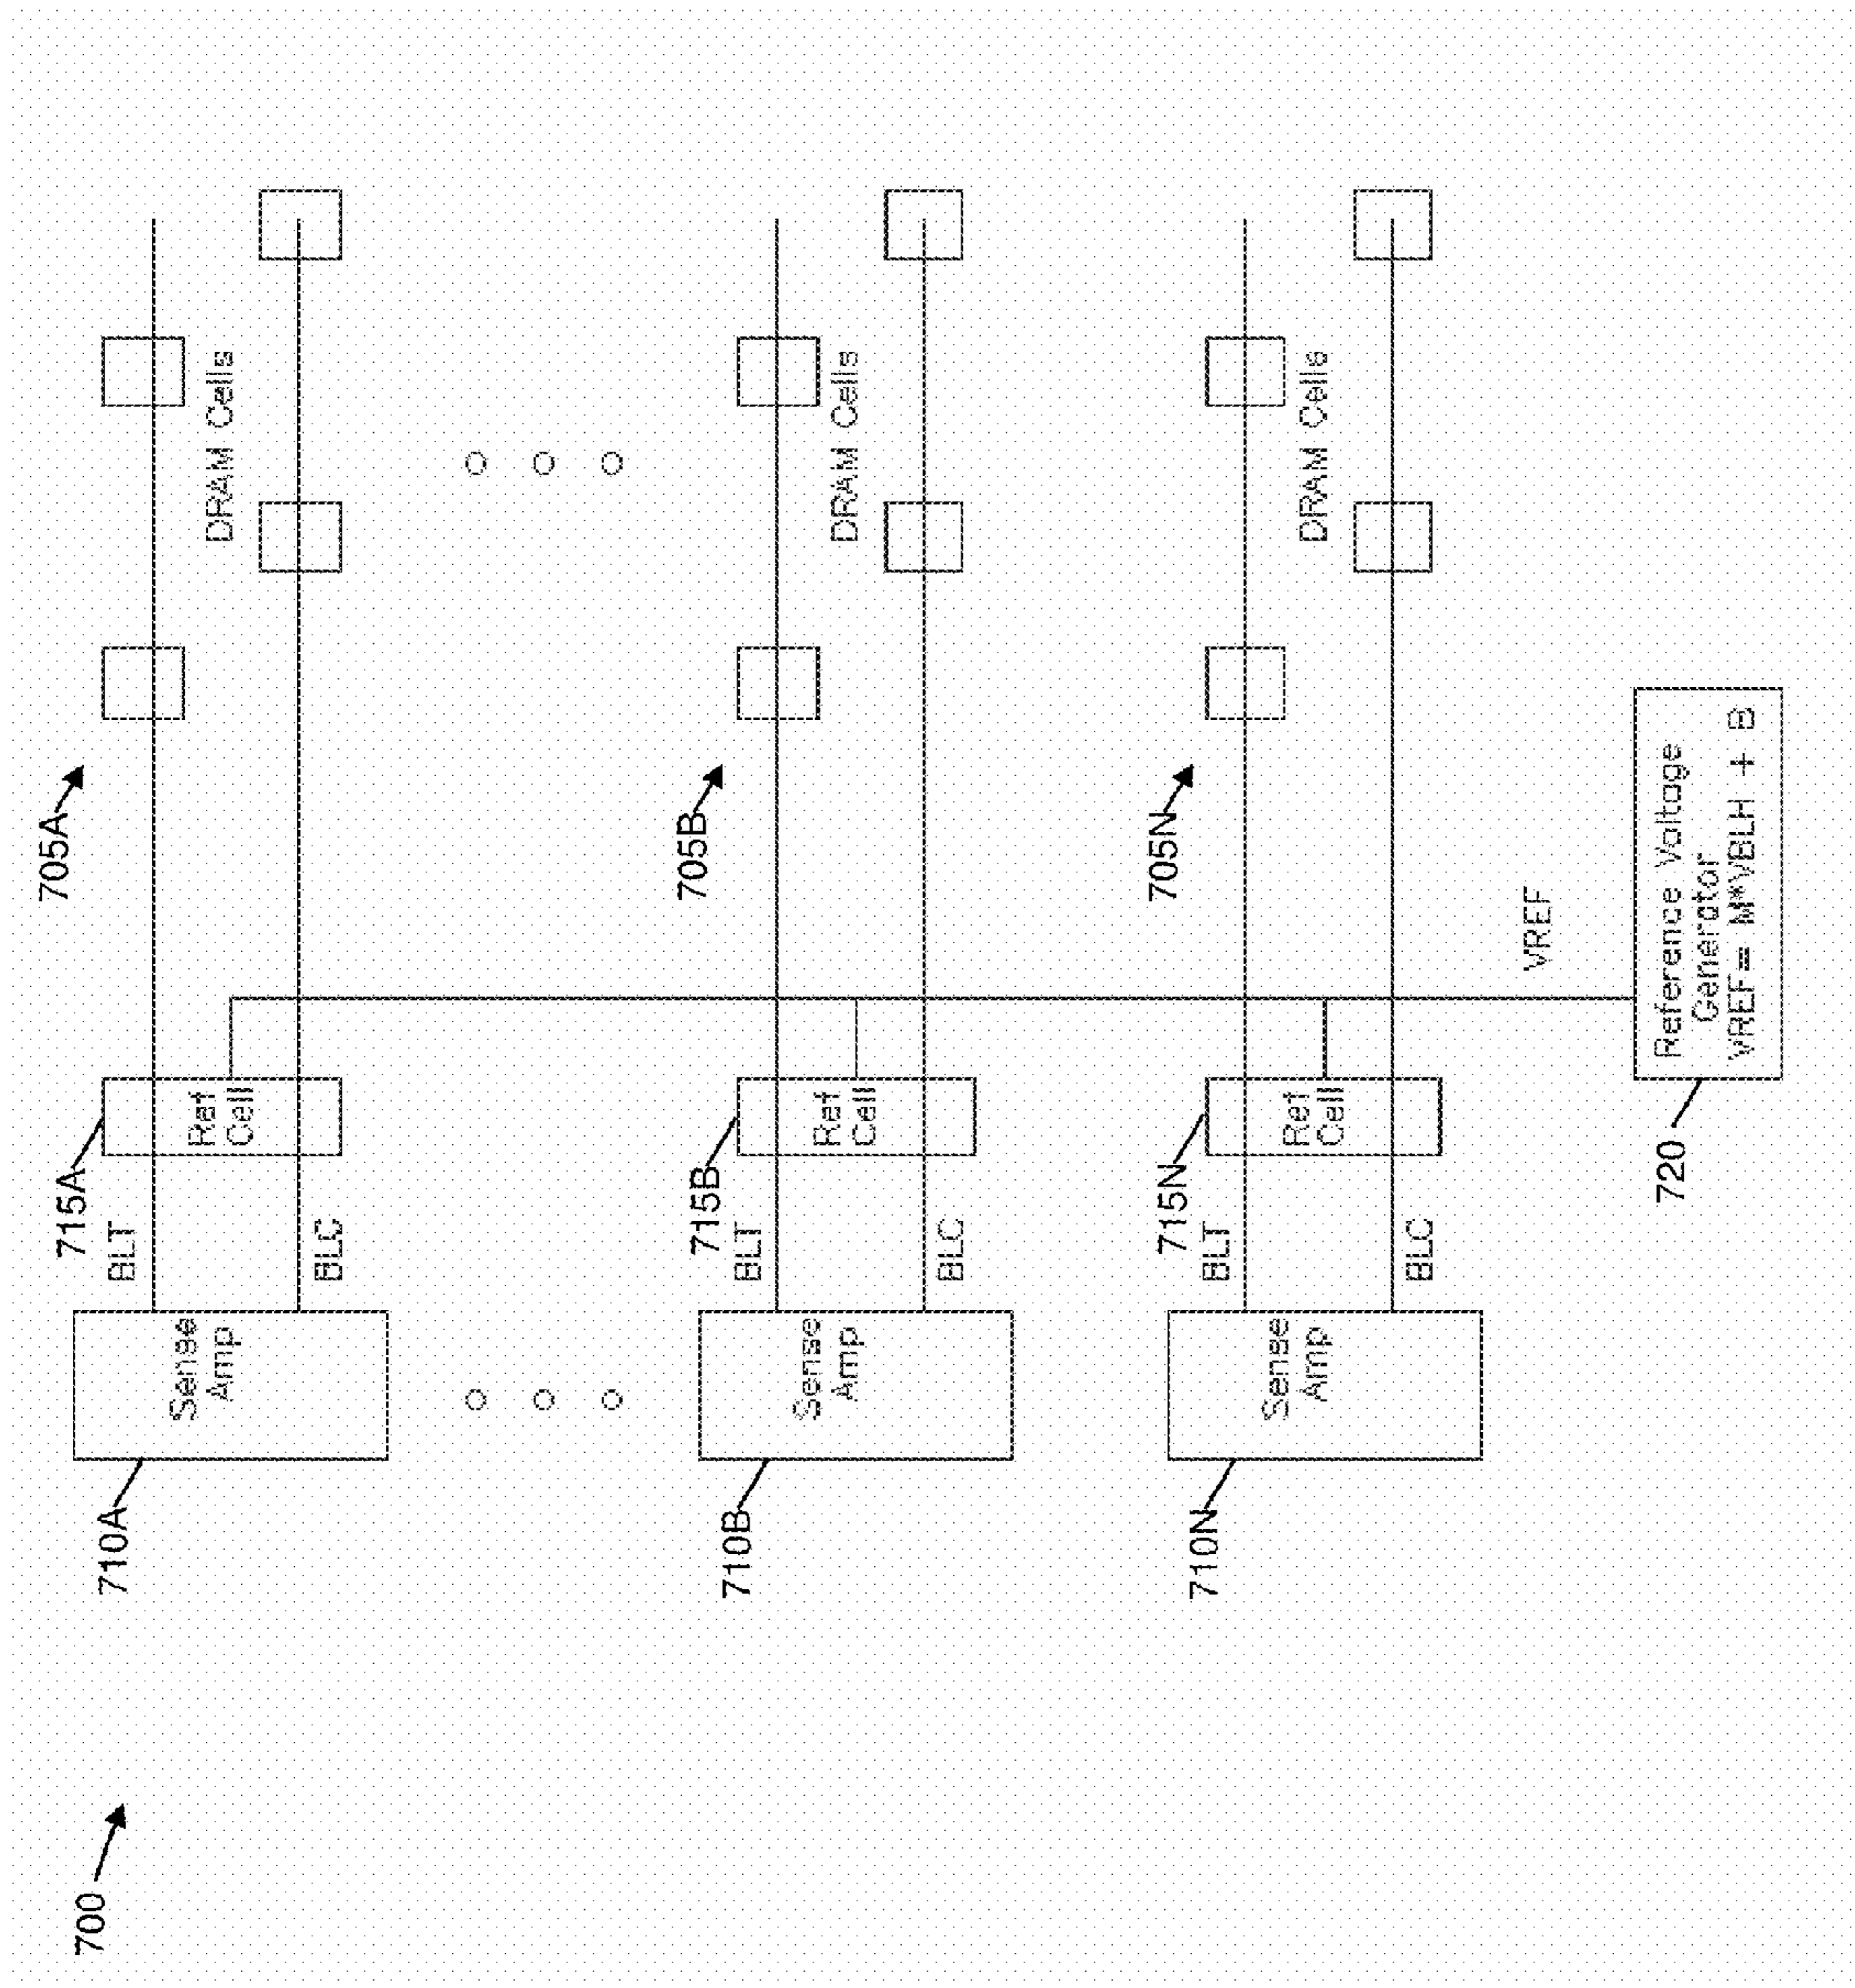 700
705A
DRAM Cells
715A
BLT
Ref
Cell
BLC
Sense
Amp
710A
705B
DRAM Cells
715B
BLT
Ref
Cell
BLC
Sense
Amp
710B
705N
DRAM Cells
715N
BLT
Ref
Cell
BLC
Sense
Amp
710N
VREF
Reference Voltage
Generator
VREF = M*VBLH + B
720